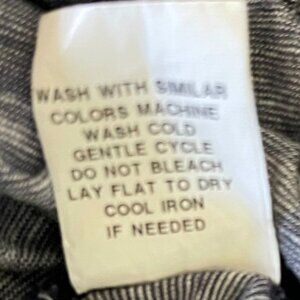 WASH WITH SIMILAR
COLORS MACHINE
WASH COLD
GENTLE CYCLE
DO NOT BLEACH
LAY FLAT TO DRY
COOL IRON
IF NEEDED